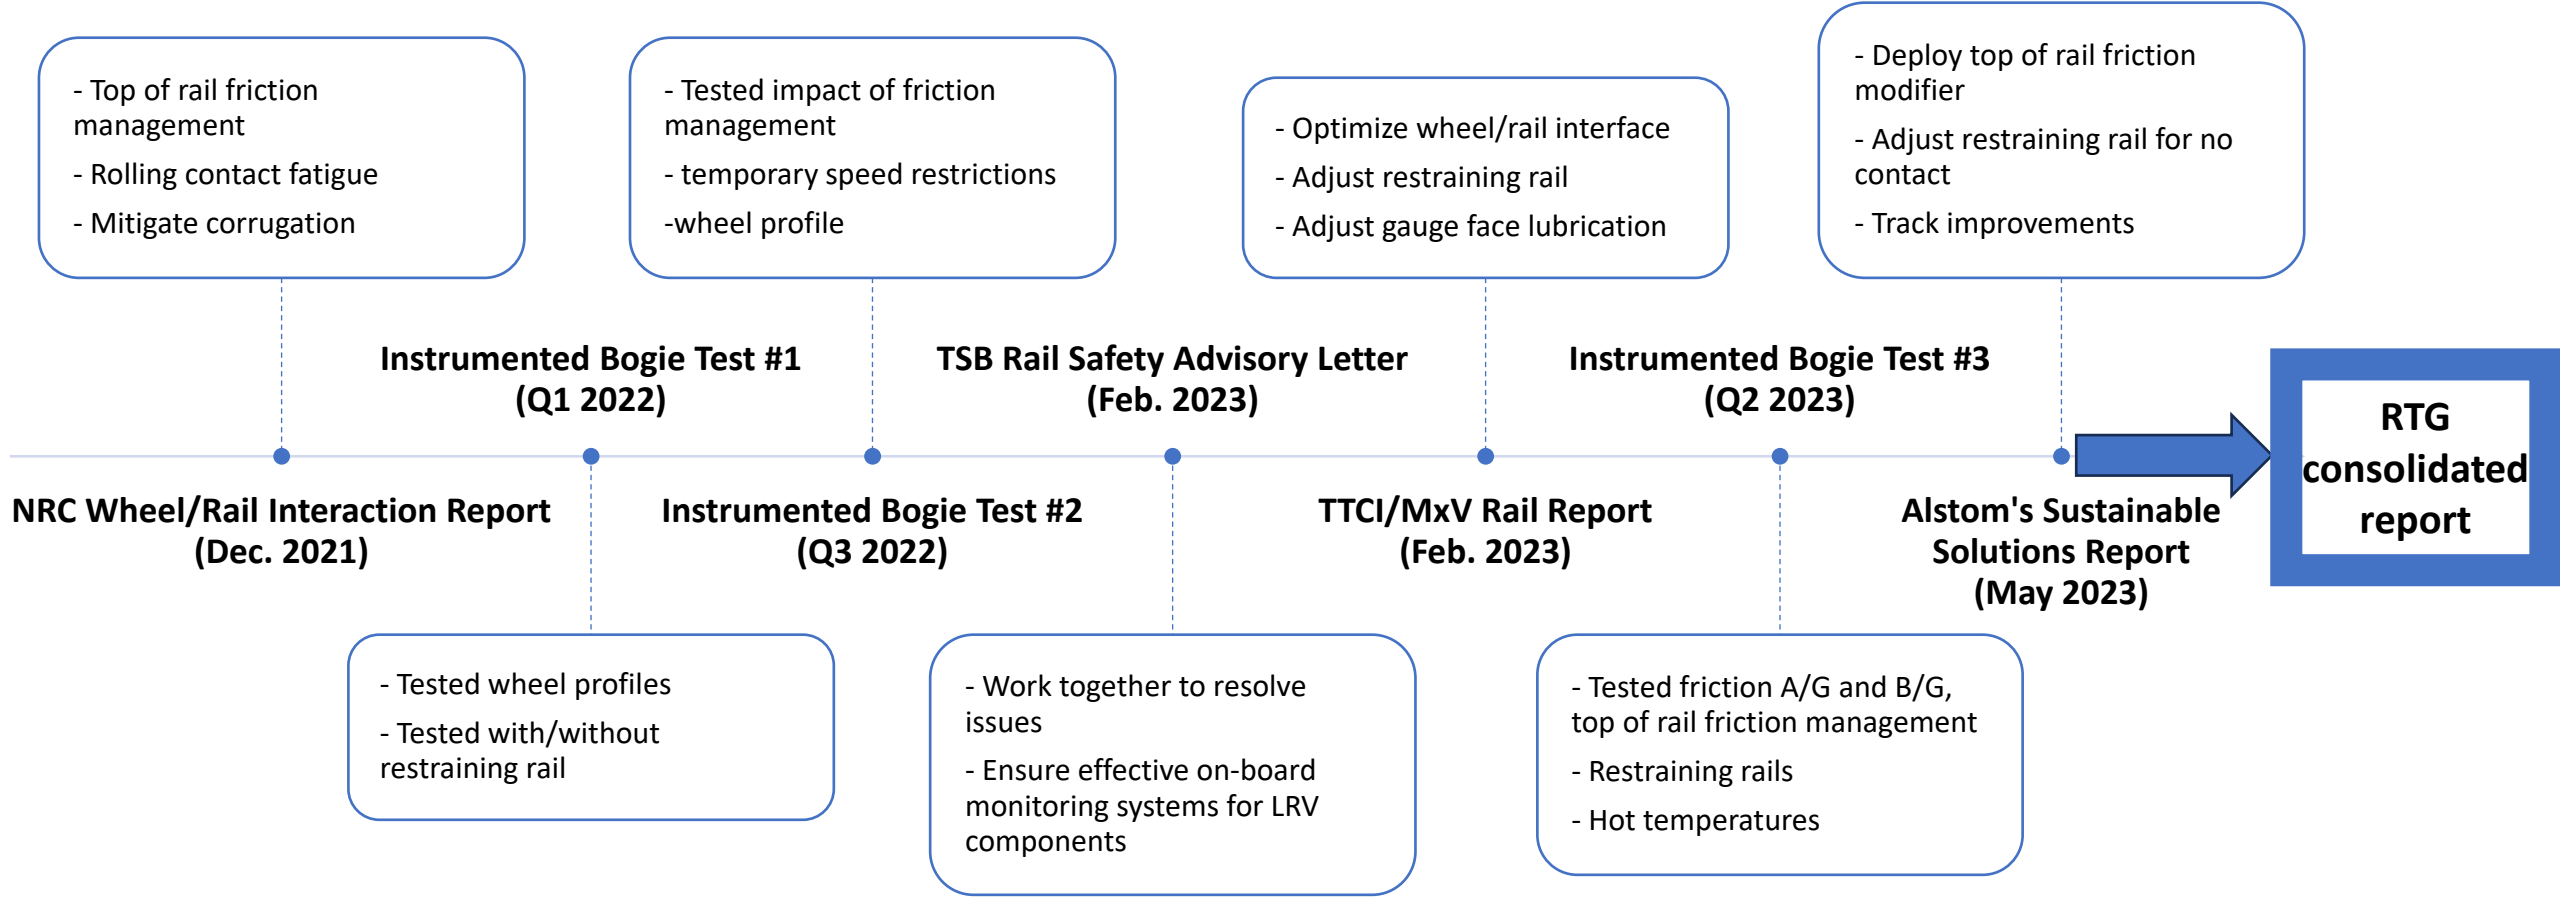 - Top of rail friction
management
- Rolling contact fatigue
- Mitigate corrugation
- Tested impact of friction
management
- temporary speed restrictions
-wheel profile
- Optimize wheel/rail interface
- Adjust restraining rail
- Adjust gauge face lubrication
- Deploy top of rail friction
modifier
- Adjust restraining rail for no
contact
- Track improvements
Instrumented Bogie Test #1
(Q1 2022)
TSB Rail Safety Advisory Letter
(Feb. 2023)
Instrumented Bogie Test #3
(Q2 2023)
RTG
consolidated
report
NRC Wheel/Rail Interaction Report
(Dec. 2021)
Instrumented Bogie Test #2
(Q3 2022)
TTCI/MxV Rail Report
(Feb. 2023)
Alstom's Sustainable
Solutions Report
(May 2023)
- Tested wheel profiles
- Tested with/without
restraining rail
- Work together to resolve
issues
- Ensure effective on-board
monitoring systems for LRV
components
- Tested friction A/G and B/G,
top of rail friction management
- Restraining rails
- Hot temperatures